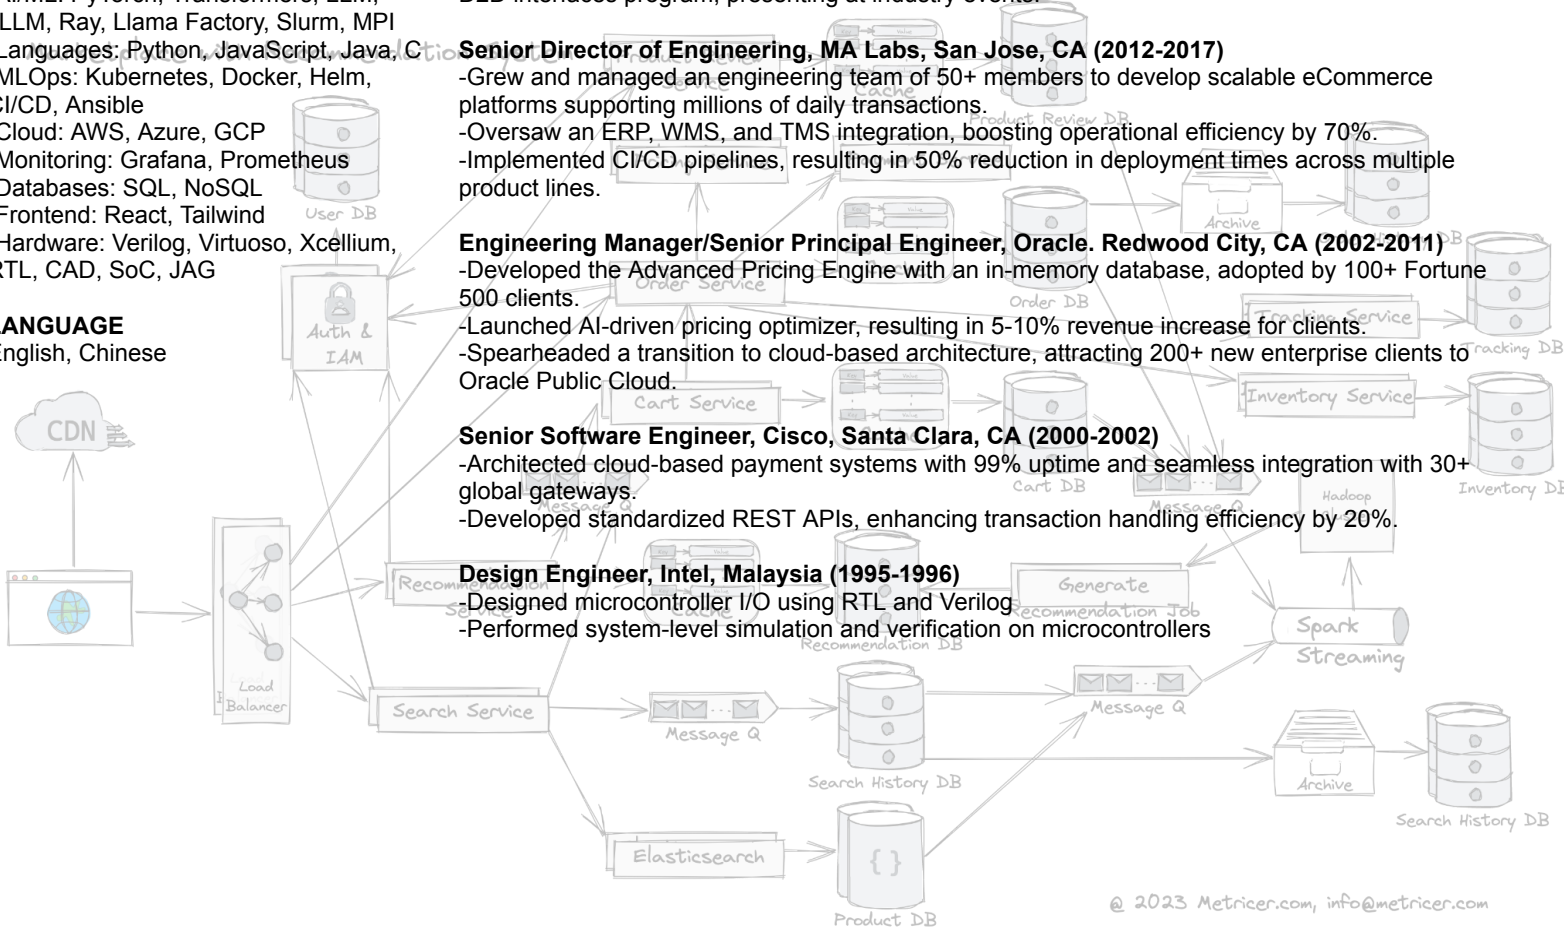 LLM, Ray, Llama Factory, Slurm, MPI
Languages: Python, JavaScript, Java, C
MLOps: Kubernetes, Docker, Helm,
CI/CD, Ansible
Cloud: AWS, Azure, GCP
Monitoring: Grafana, Prometheus
Databases: SQL, NoSQL
Frontend: React, Tailwind
Hardware: Verilog, Virtuoso, Xcellium,
RTL, CAD, SoC, JAG
LANGUAGE
English, Chinese
Senior Director of Engineering, MA Labs, San Jose, CA (2012-2017)
-Grew and managed an engineering team of 50+ members to develop scalable eCommerce
platforms supporting millions of daily transactions.
-Oversaw an ERP, WMS, and TMS integration, boosting operational efficiency by 70%.
-Implemented CI/CD pipelines, resulting in 50% reduction in deployment times across multiple
product lines.
Engineering Manager/Senior Principal Engineer, Oracle. Redwood City, CA (2002-2011)
-Developed the Advanced Pricing Engine with an in-memory database, adopted by 100+ Fortune
500 clients.
-Launched AI-driven pricing optimizer, resulting in 5-10% revenue increase for clients.
-Spearheaded a transition to cloud-based architecture, attracting 200+ new enterprise clients to
Oracle Public Cloud.
Senior Software Engineer, Cisco, Santa Clara, CA (2000-2002)
-Architected cloud-based payment systems with 99% uptime and seamless integration with 30+
global gateways.
-Developed standardized REST APIs, enhancing transaction handling efficiency by 20%.
Design Engineer, Intel, Malaysia (1995-1996)
-Designed microcontroller I/O using RTL and Verilog
-Performed system-level simulation and verification on microcontrollers
Product Review
Service
Cache
Product Review DB
User DB
Archive
Order Service
Order DB
Auth &
IAM
Tracking Service
Tracking DB
Cart Service
Inventory Service
CDN
Cart DB
Message Q
Message Q
Hadoop
Inventory DB
Recommendation
Service
Cache
Generate
Recommendation Job
Recommendation DB
Spark
Streaming
Load
Balancer
Search Service
Message Q
Message Q
Search History DB
Archive
Search History DB
Elasticsearch
{ }
Product DB
@ 2023 Metricer.com, info@metricer.com